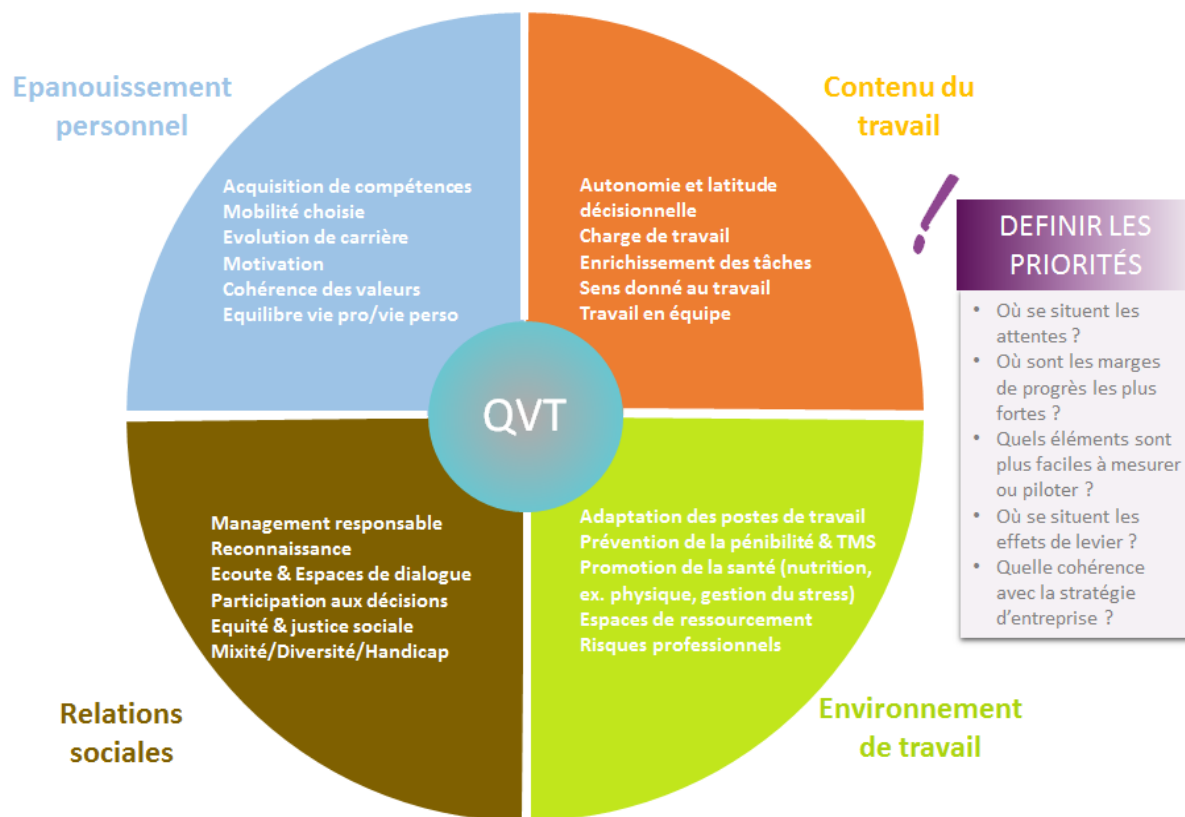 Epanouissement
personnel
Acquisition de compétences
Mobilité choisie
Evolution de carrière
Motivation
Cohérence des valeurs
Equilibre vie pro/vie perso
Contenu du
travail
Autonomie et latitude
décisionnelle
Charge de travail
Enrichissement des tâches
Sens donné au travail
Travail en équipe
QVT
Management responsable
Reconnaissance
Ecoute & Espaces de dialogue
Participation aux décisions
Equité & justice sociale
Mixité/Diversité/Handicap
Relations
sociales
Adaptation des postes de travail
Prévention de la pénibilité & TMS
Promotion de la santé (nutrition,
ex. physique, gestion du stress)
Espaces de ressourcement
Risques professionnels
Environnement
de travail
!
DEFINIR LES
PRIORITÉS
• Où se situent les
attentes ?
• Où sont les marges
de progrès les plus
fortes ?
• Quels éléments sont
plus faciles à mesurer
ou piloter ?
• Où se situent les
effets de levier ?
• Quelle cohérence
avec la stratégie
d’entreprise ?